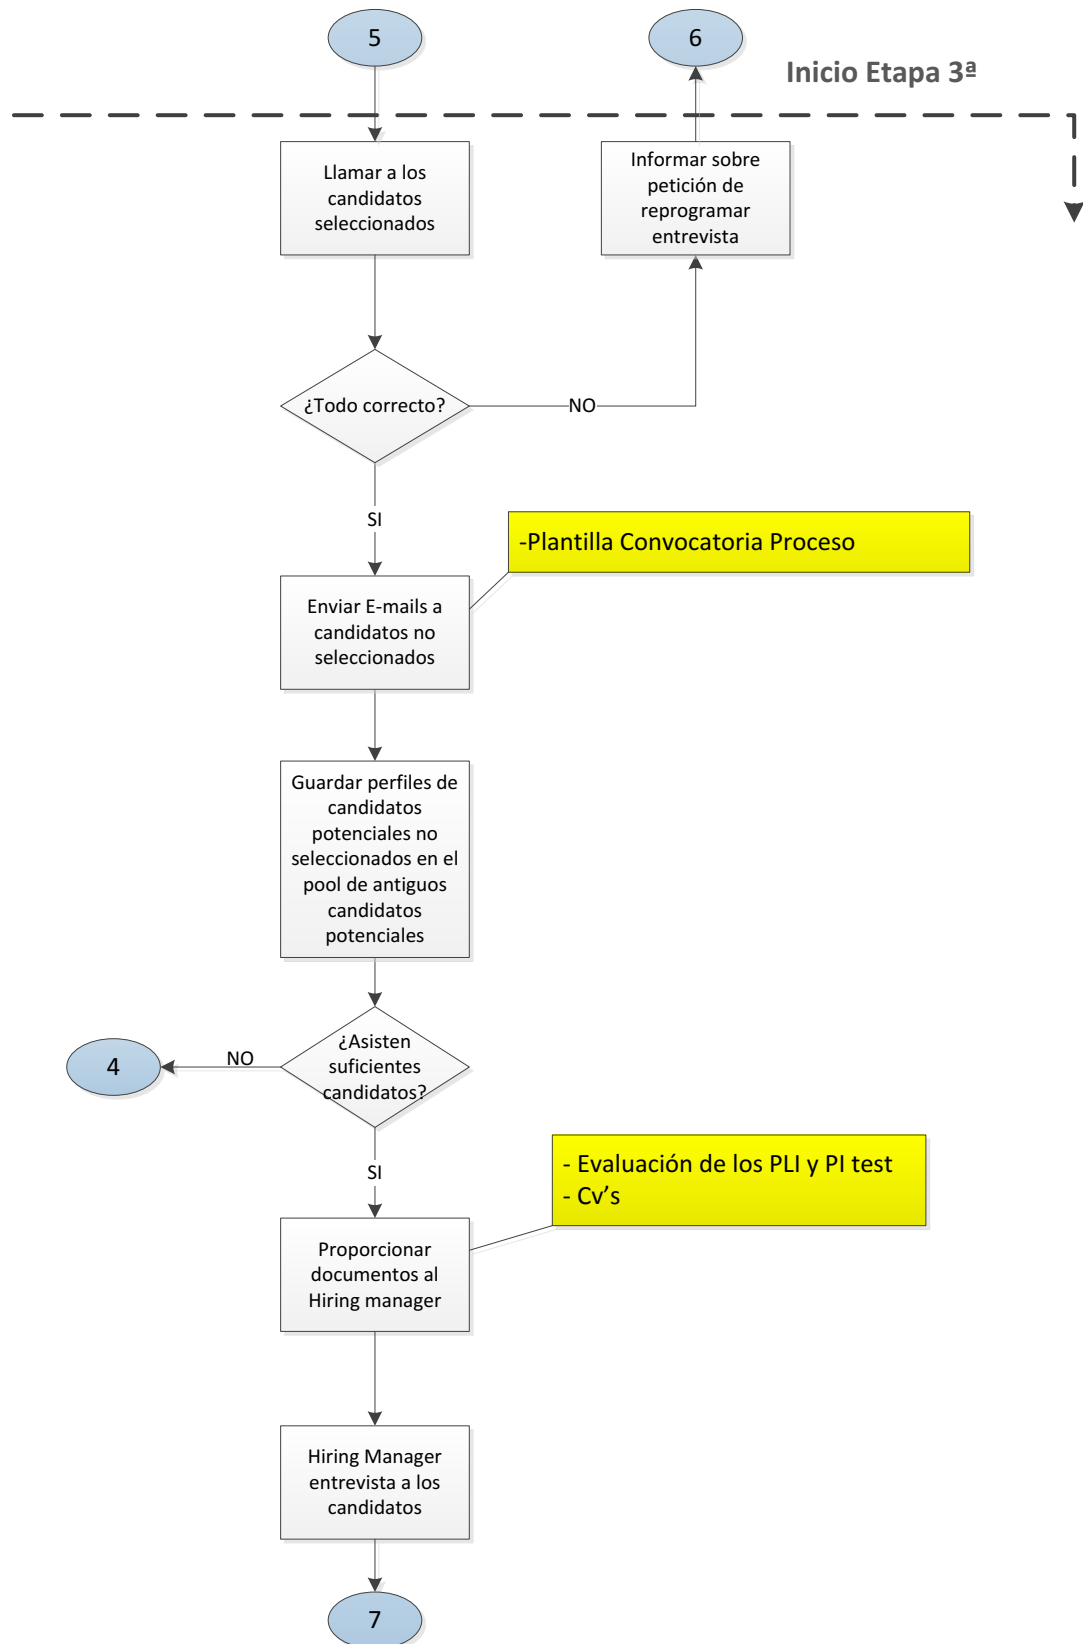 5
6
Inicio Etapa 3ª
Llamar a los
candidatos
seleccionados
Informar sobre
petición de
reprogramar
entrevista
¿Todo correcto?
NO
SI
-Plantilla Convocatoria Proceso
Enviar E-mails a
candidatos no
seleccionados
Guardar perfiles de
candidatos
potenciales no
seleccionados en el
pool de antiguos
candidatos
potenciales
¿Asisten
suficientes
candidatos?
NO
4
SI
- Evaluación de los PLI y PI test
- Cv’s
Proporcionar
documentos al
Hiring manager
Hiring Manager
entrevista a los
candidatos
7